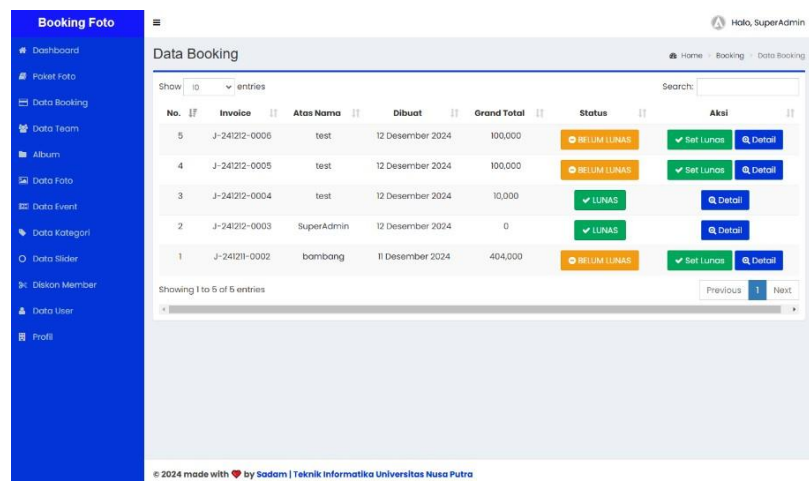 Booking Foto
Halo, SuperAdmin
Dashboard
Paket Foto
Data Booking
Data Team
Album
Data Foto
Data Event
Data Kategori
Data Slider
Diskon Member
Data User
Profil
Data Booking
Home > Booking > Data Booking
Show 10 entries
Search:
No. Invoice Atas Nama Dibuat Grand Total Status Aksi
5 J-241212-0006 test 12 Desember 2024 100,000 BELUM LUNAS Set Lunas Detail
4 J-241212-0005 test 12 Desember 2024 100,000 BELUM LUNAS Set Lunas Detail
3 J-241212-0004 test 12 Desember 2024 10,000 LUNAS Detail
2 J-241212-0003 SuperAdmin 12 Desember 2024 0 LUNAS Detail
1 J-241211-0002 bambang 11 Desember 2024 404,000 BELUM LUNAS Set Lunas Detail
Showing 1 to 5 of 5 entries
Previous 1 Next
© 2024 made with ❤ by Sadam | Teknik Informatika Universitas Nusa Putra